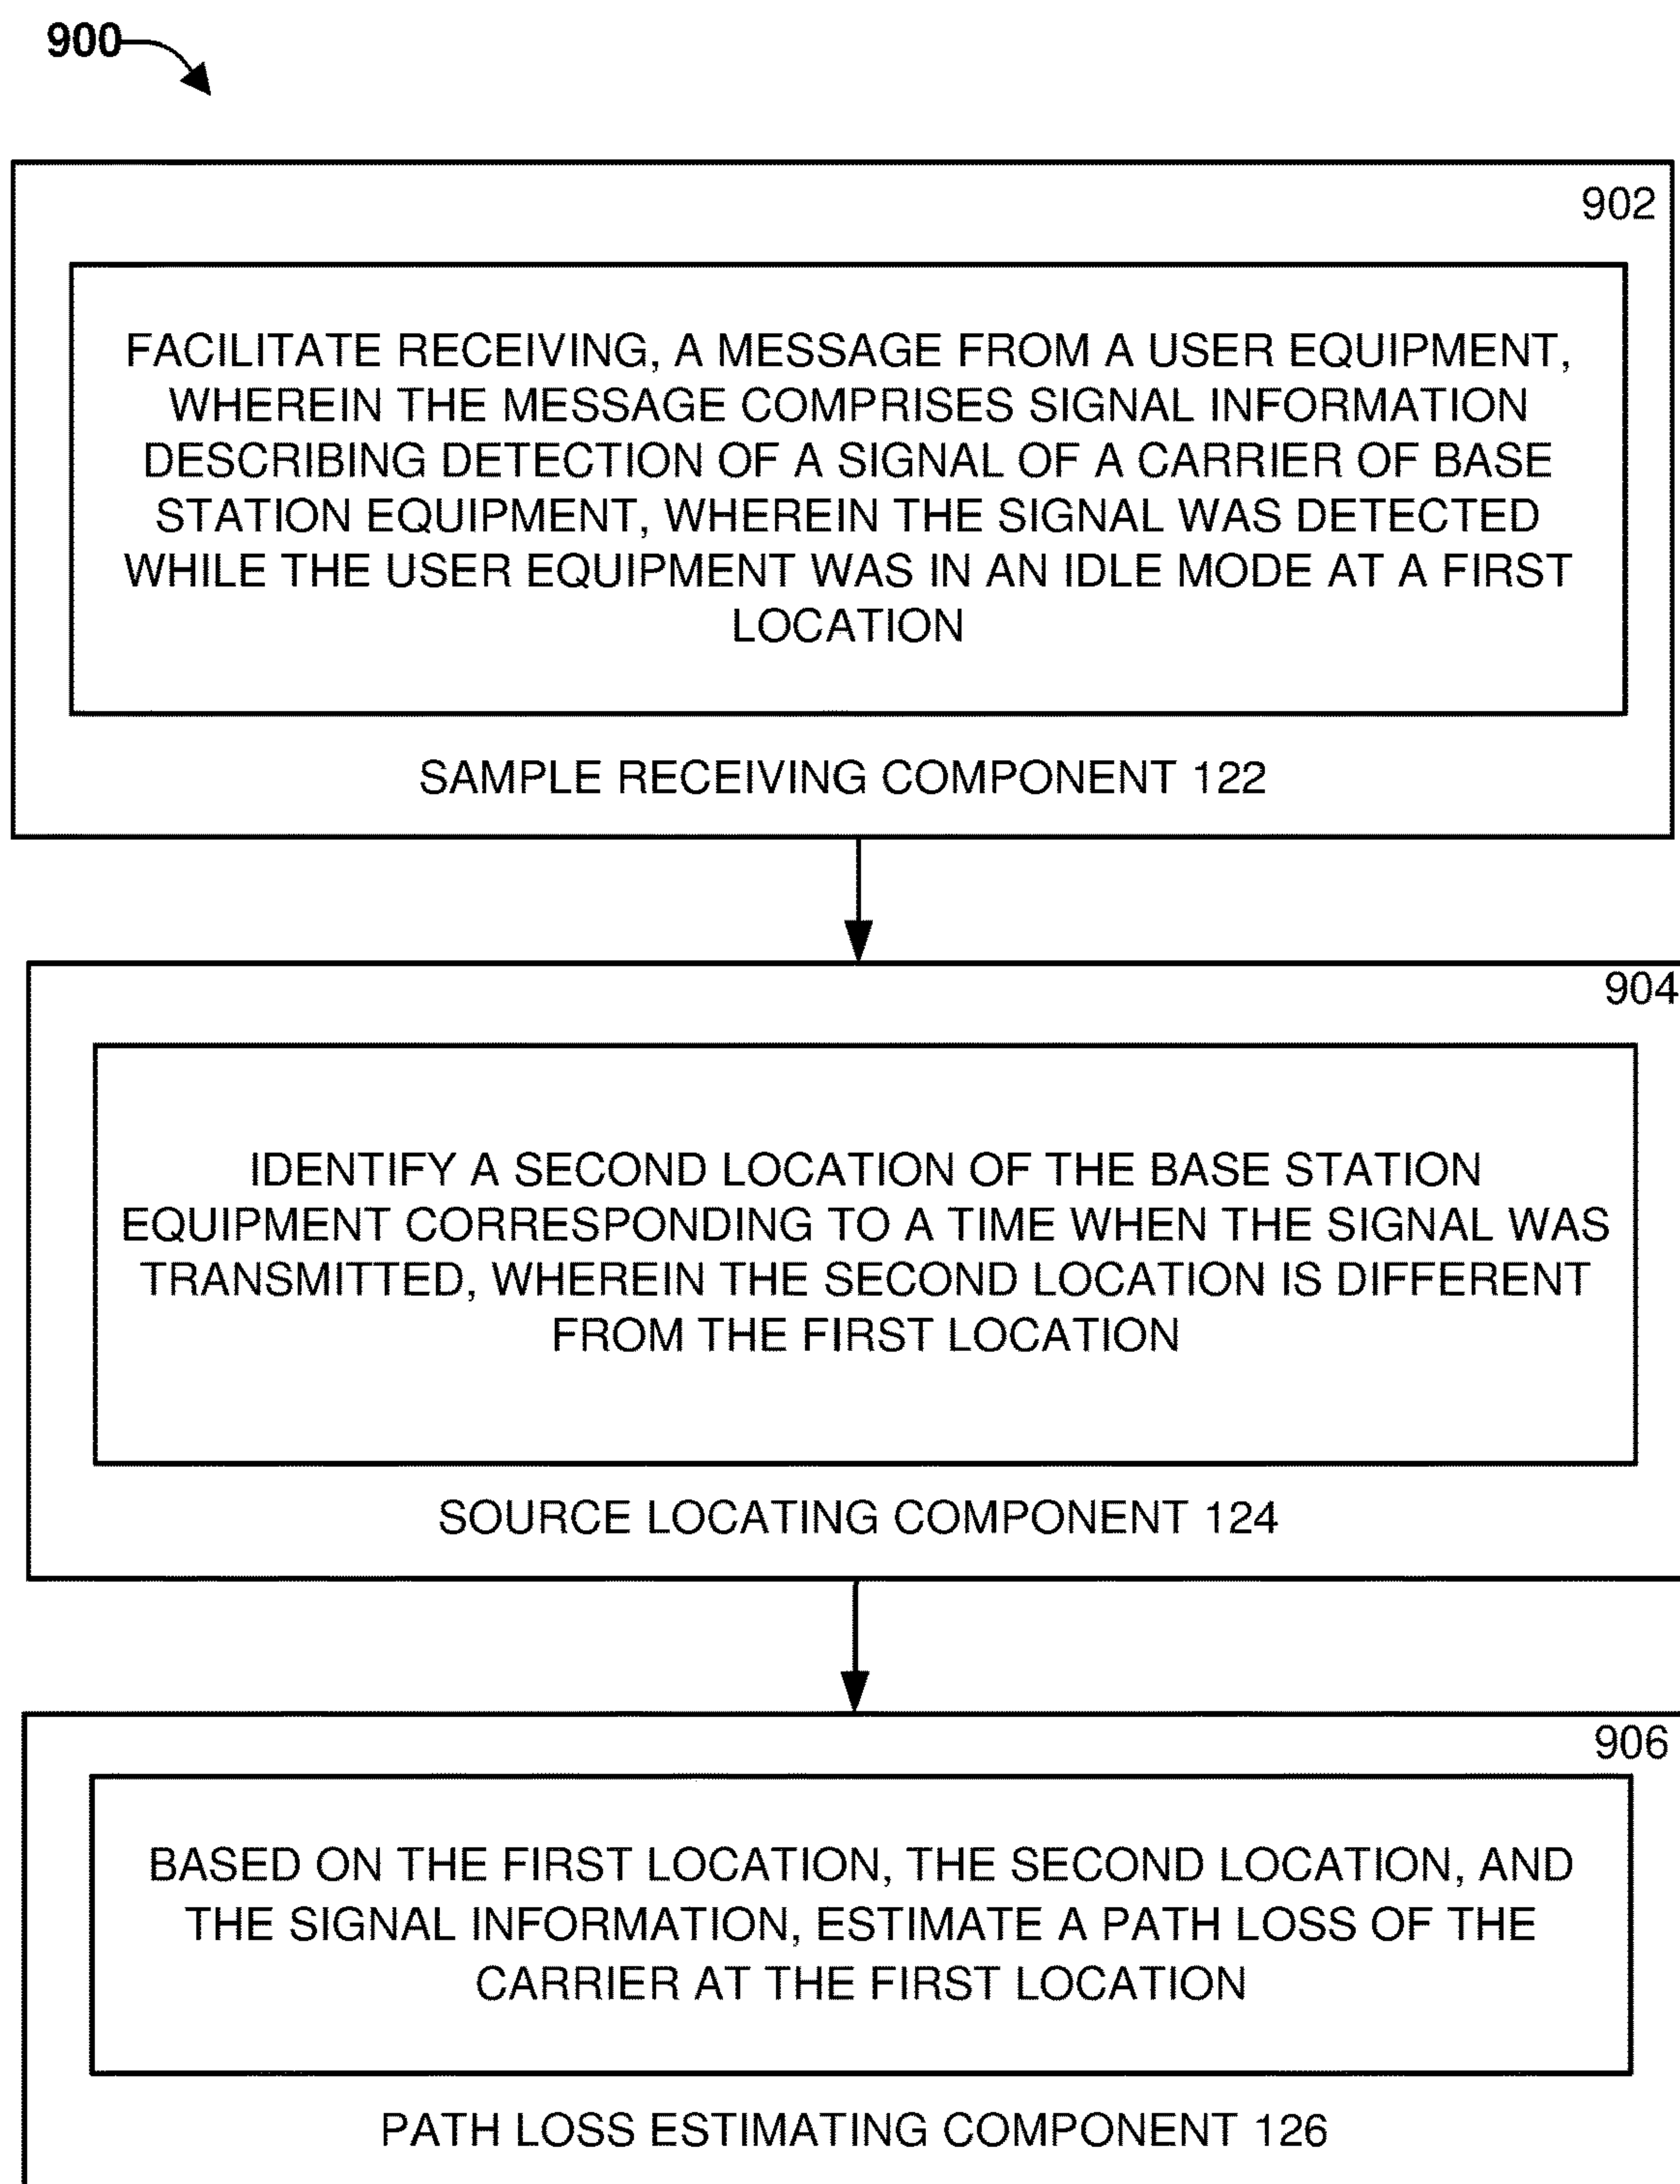 900
902
FACILITATE RECEIVING, A MESSAGE FROM A USER EQUIPMENT,
WHEREIN THE MESSAGE COMPRISES SIGNAL INFORMATION
DESCRIBING DETECTION OF A SIGNAL OF A CARRIER OF BASE
STATION EQUIPMENT, WHEREIN THE SIGNAL WAS DETECTED
WHILE THE USER EQUIPMENT WAS IN AN IDLE MODE AT A FIRST
LOCATION
SAMPLE RECEIVING COMPONENT 122
904
IDENTIFY A SECOND LOCATION OF THE BASE STATION
EQUIPMENT CORRESPONDING TO A TIME WHEN THE SIGNAL WAS
TRANSMITTED, WHEREIN THE SECOND LOCATION IS DIFFERENT
FROM THE FIRST LOCATION
SOURCE LOCATING COMPONENT 124
906
BASED ON THE FIRST LOCATION, THE SECOND LOCATION, AND
THE SIGNAL INFORMATION, ESTIMATE A PATH LOSS OF THE
CARRIER AT THE FIRST LOCATION
PATH LOSS ESTIMATING COMPONENT 126